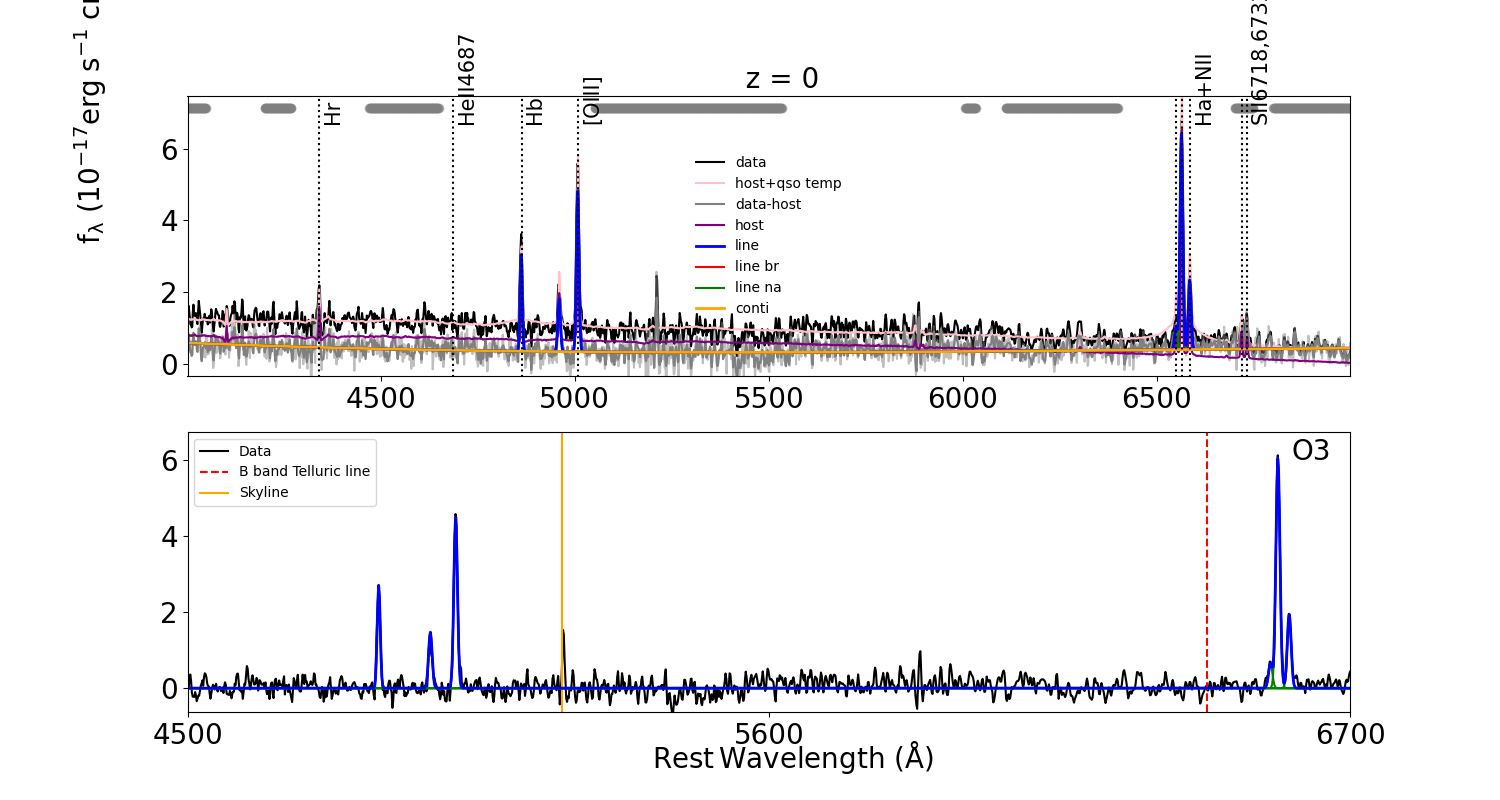 z = 0
f_λ (10^−17 erg s^−1 c
Hr
HeII4687
Hb
[OIII]
Ha+NII
SII6718,673
6
4
2
0
data
host+qso temp
data-host
host
line
line br
line na
conti
4500 5000 5500 6000 6500
Data
B band Telluric line
Skyline
O3
6
4
2
0
4500 5600 6700
Rest Wavelength (Å)